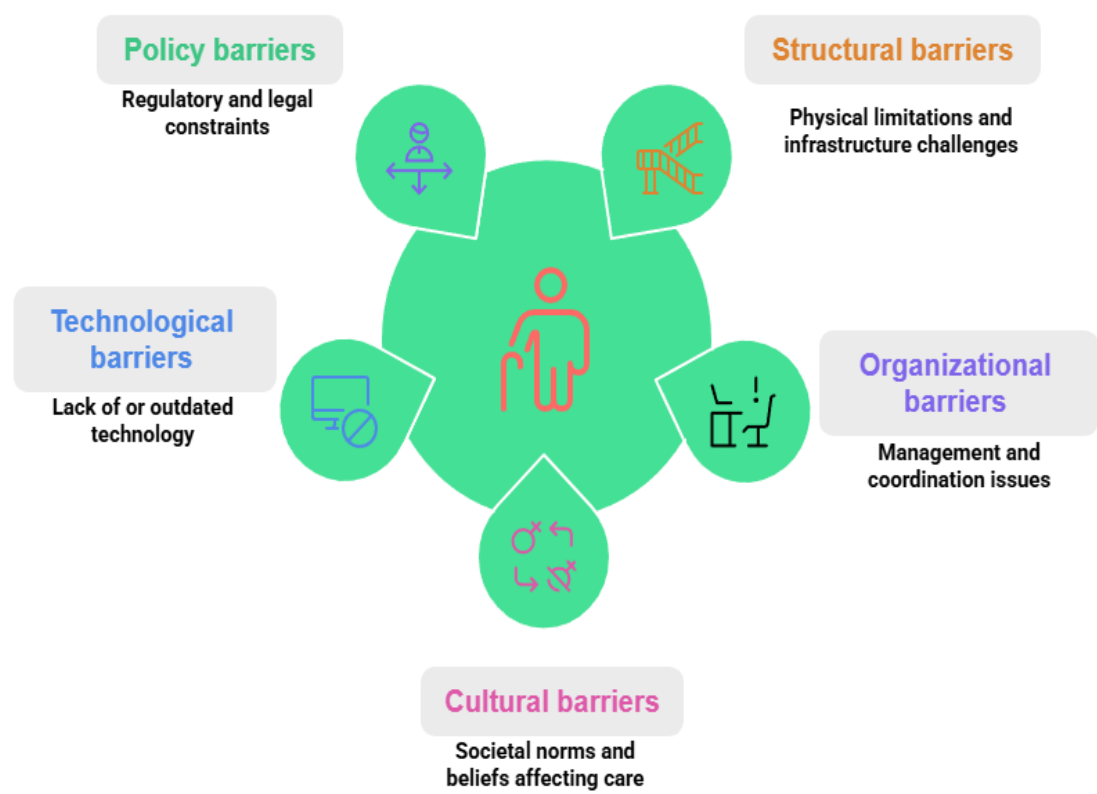 Policy barriers
Regulatory and legal
constraints
Structural barriers
Physical limitations and
infrastructure challenges
Technological
barriers
Lack of or outdated
technology
Organizational
barriers
Management and
coordination issues
Cultural barriers
Societal norms and
beliefs affecting care